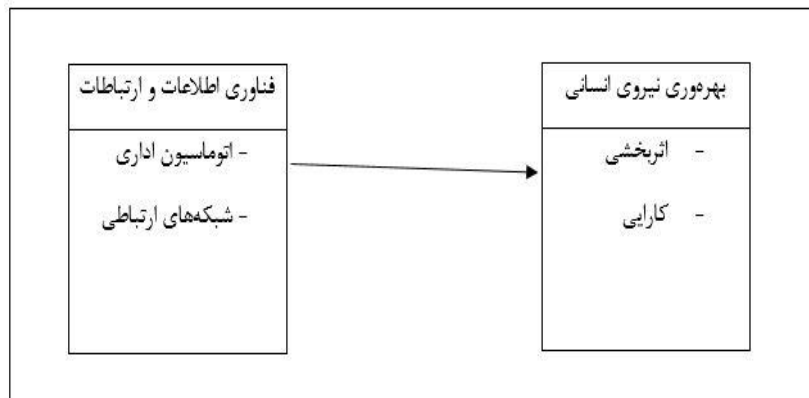 فناوری اطلاعات و ارتباطات
- اتوماسیون اداری
- شبکه‌های ارتباطی
بهره‌وری نیروی انسانی
- اثربخشی
- کارایی